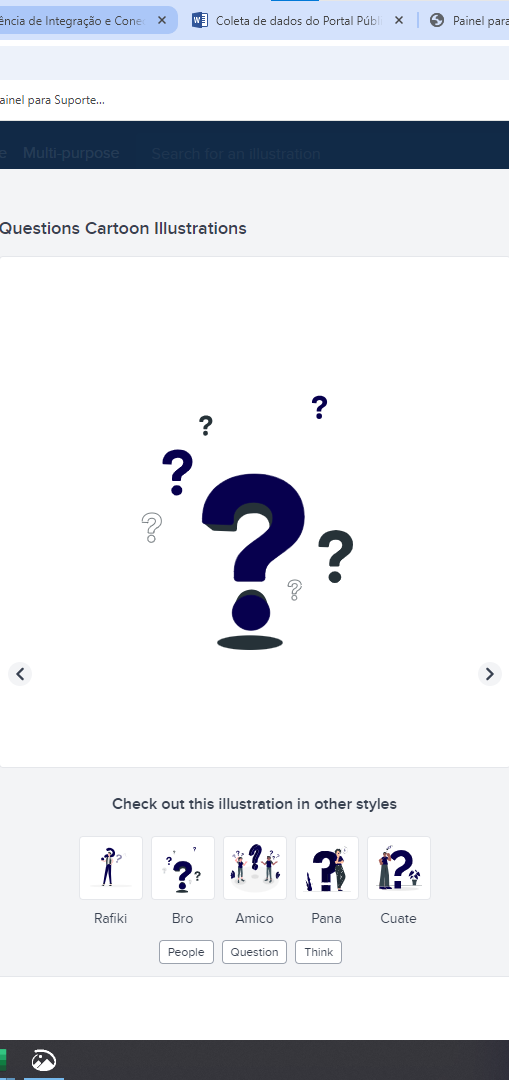 ência de Integração e Cone
Coleta de dados do Portal Públi
Painel para
ainel para Suporte...
e Multi-purpose Search for an illustration
Questions Cartoon Illustrations
Check out this illustration in other styles
Rafiki Bro Amico Pana Cuate
People Question Think